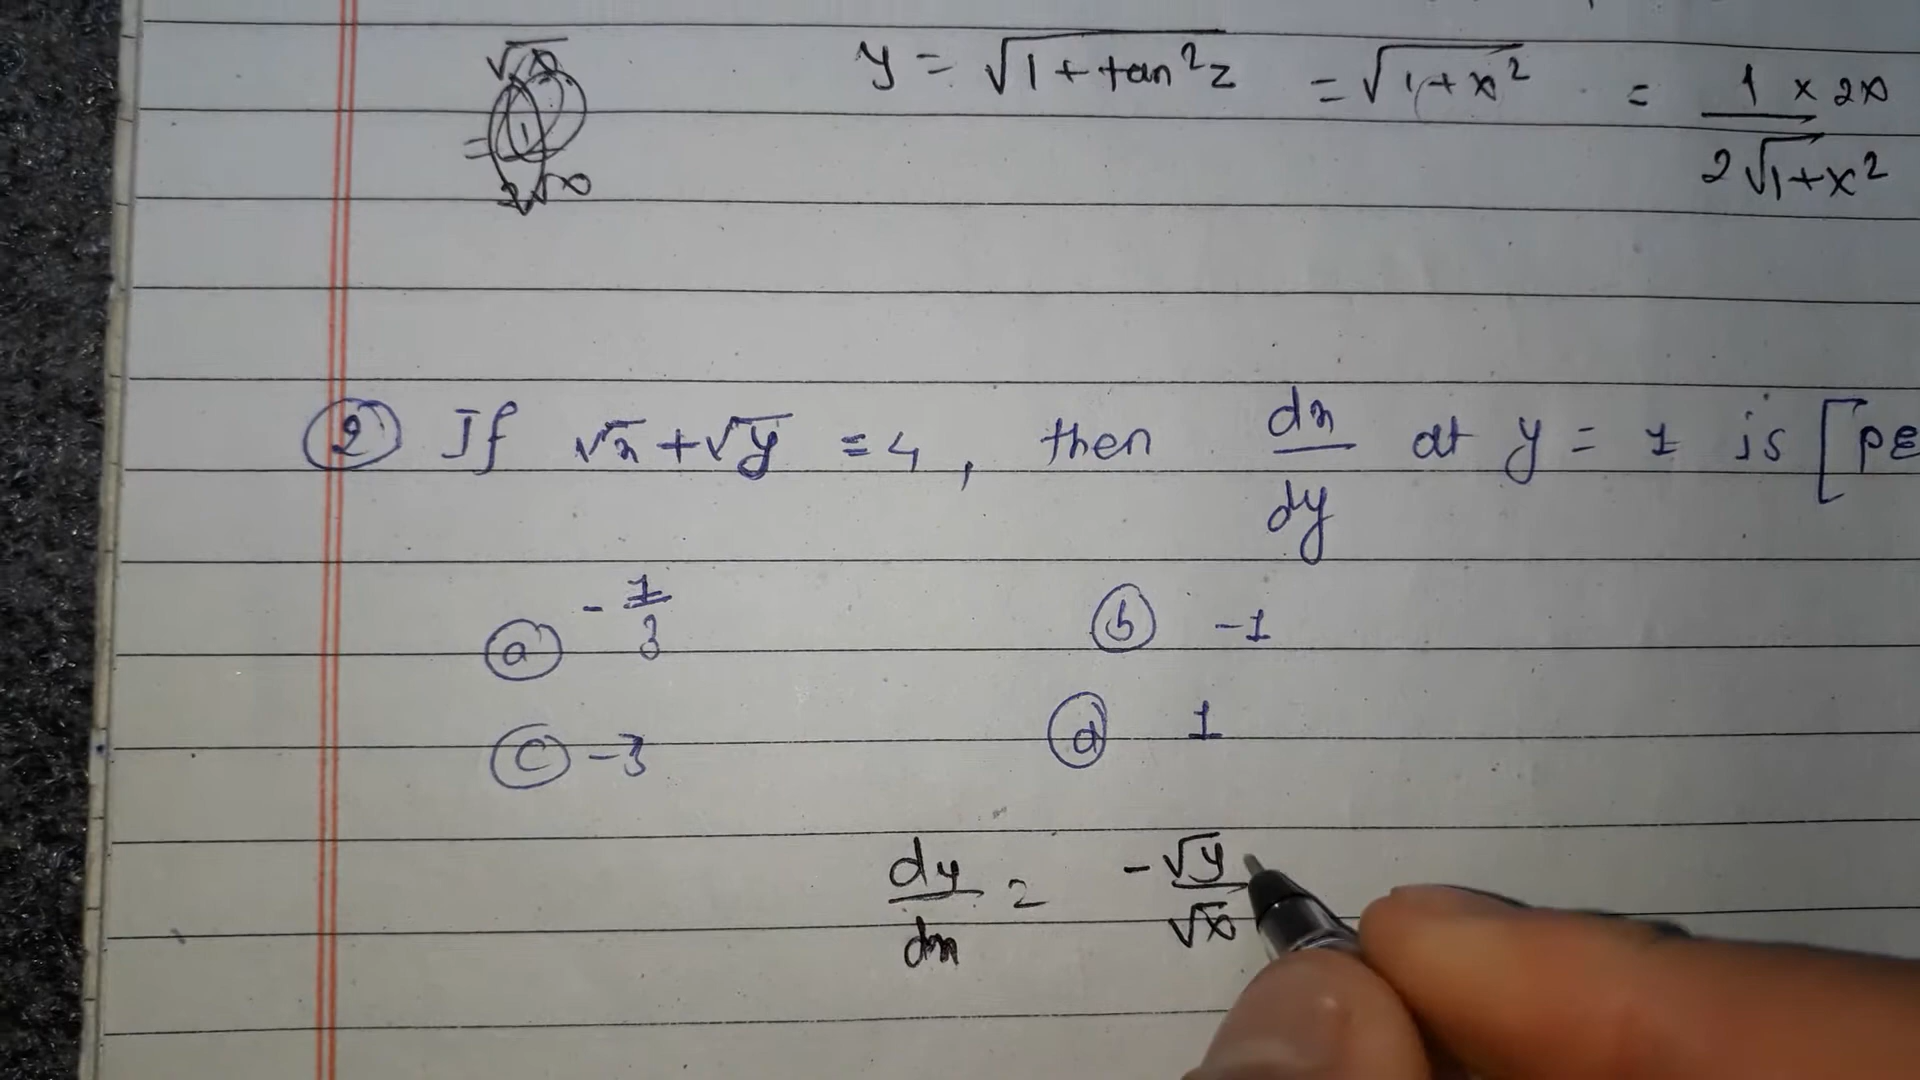 y = √1 + tan²z = √1 + x² = 1 × 2x / 2√1+x²
② If √x + √y = 4, then dx/dy at y = 1 is [PE
ⓐ -1/3 ⓑ -1
ⓒ -3 ⓓ 1
dy/dx = -√y/√x